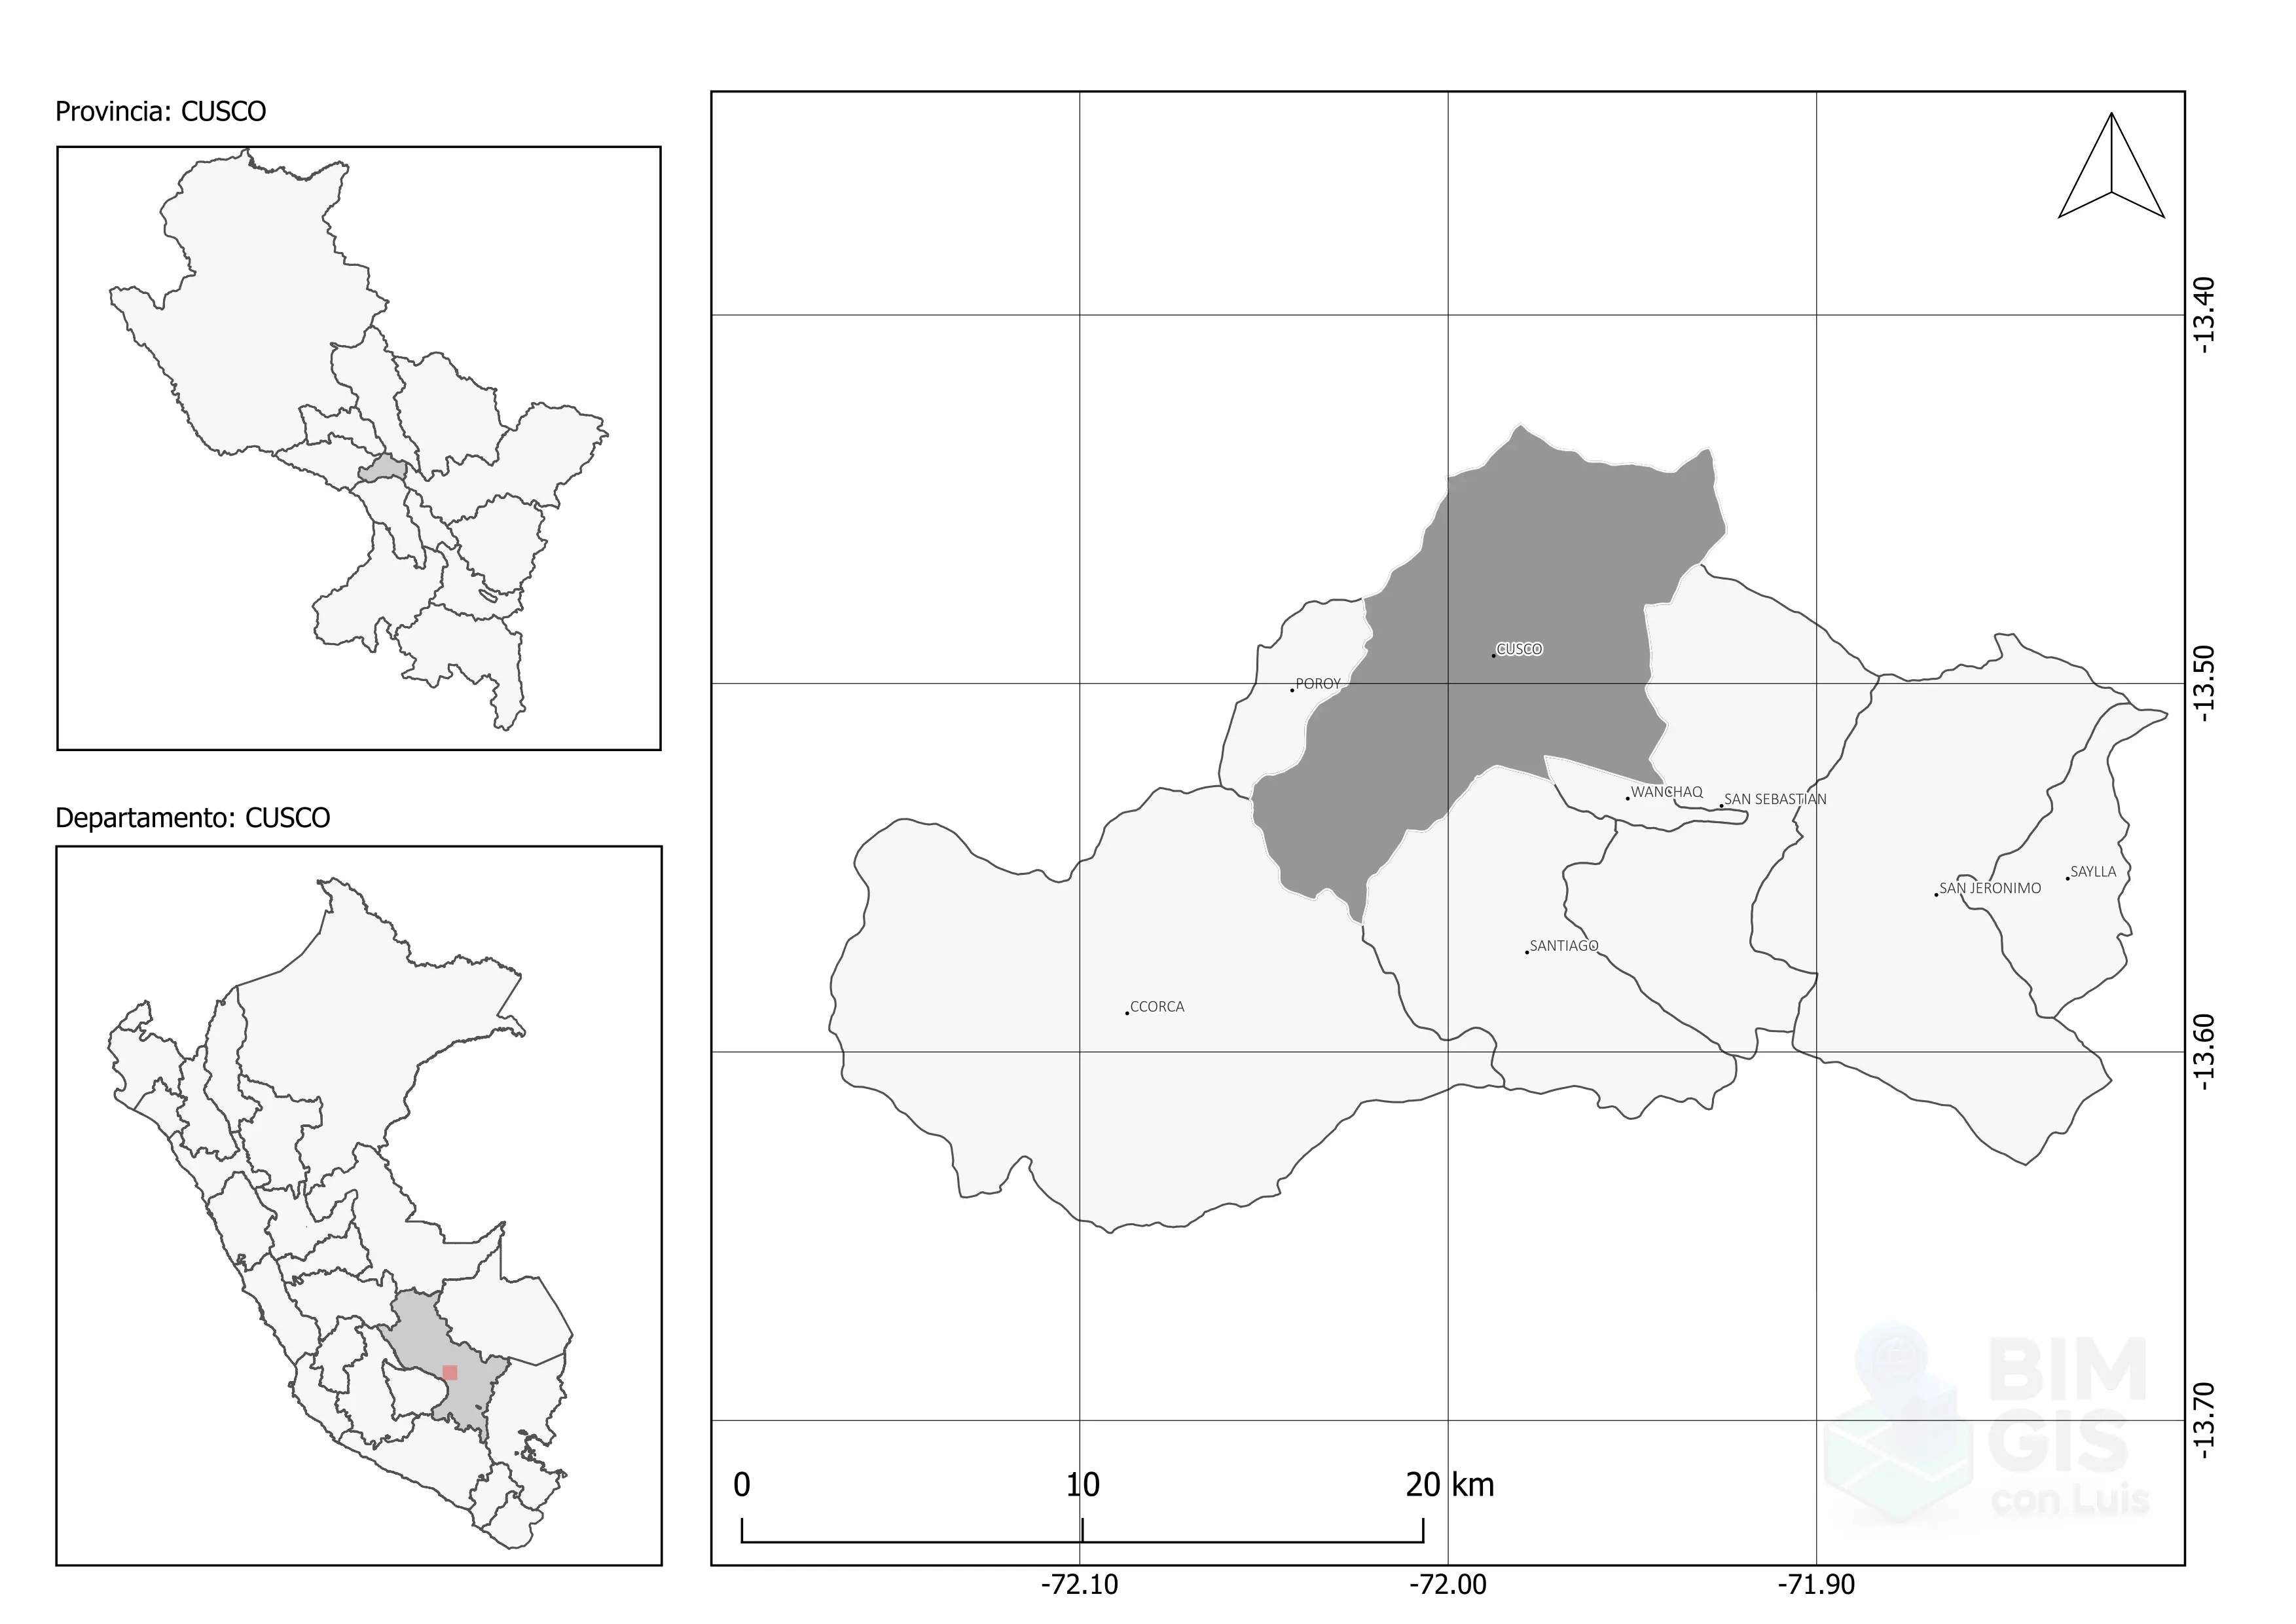 Provincia: CUSCO
Departamento: CUSCO
-13.40
CUSCO
POROY
-13.50
WANCHAQ
SAN SEBASTIAN
SAYLLA
SAN JERONIMO
SANTIAGO
CCORCA
-13.60
BIM
GIS
con Luis
-13.70
0 10 20 km
-72.10 -72.00 -71.90